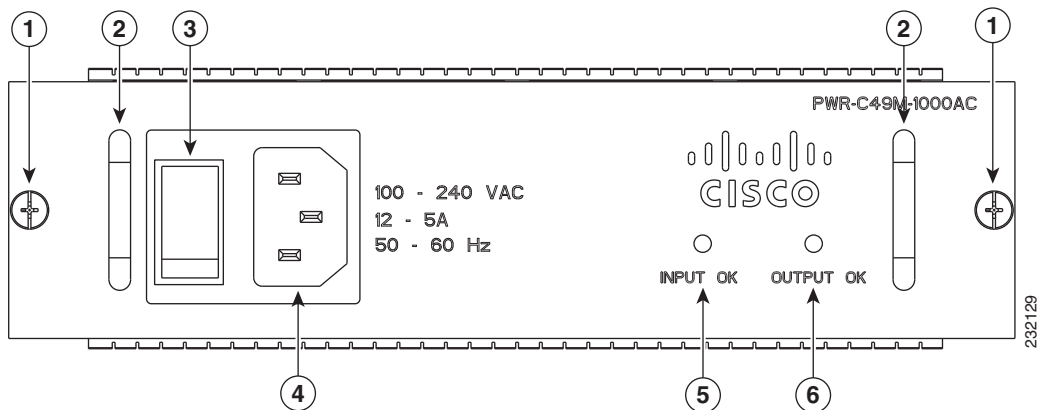 1
2
3
2
1
PWR-C49M-1000AC
CISCO
100 - 240 VAC
12 - 5A
50 - 60 Hz
INPUT OK
OUTPUT OK
232129
4
5
6